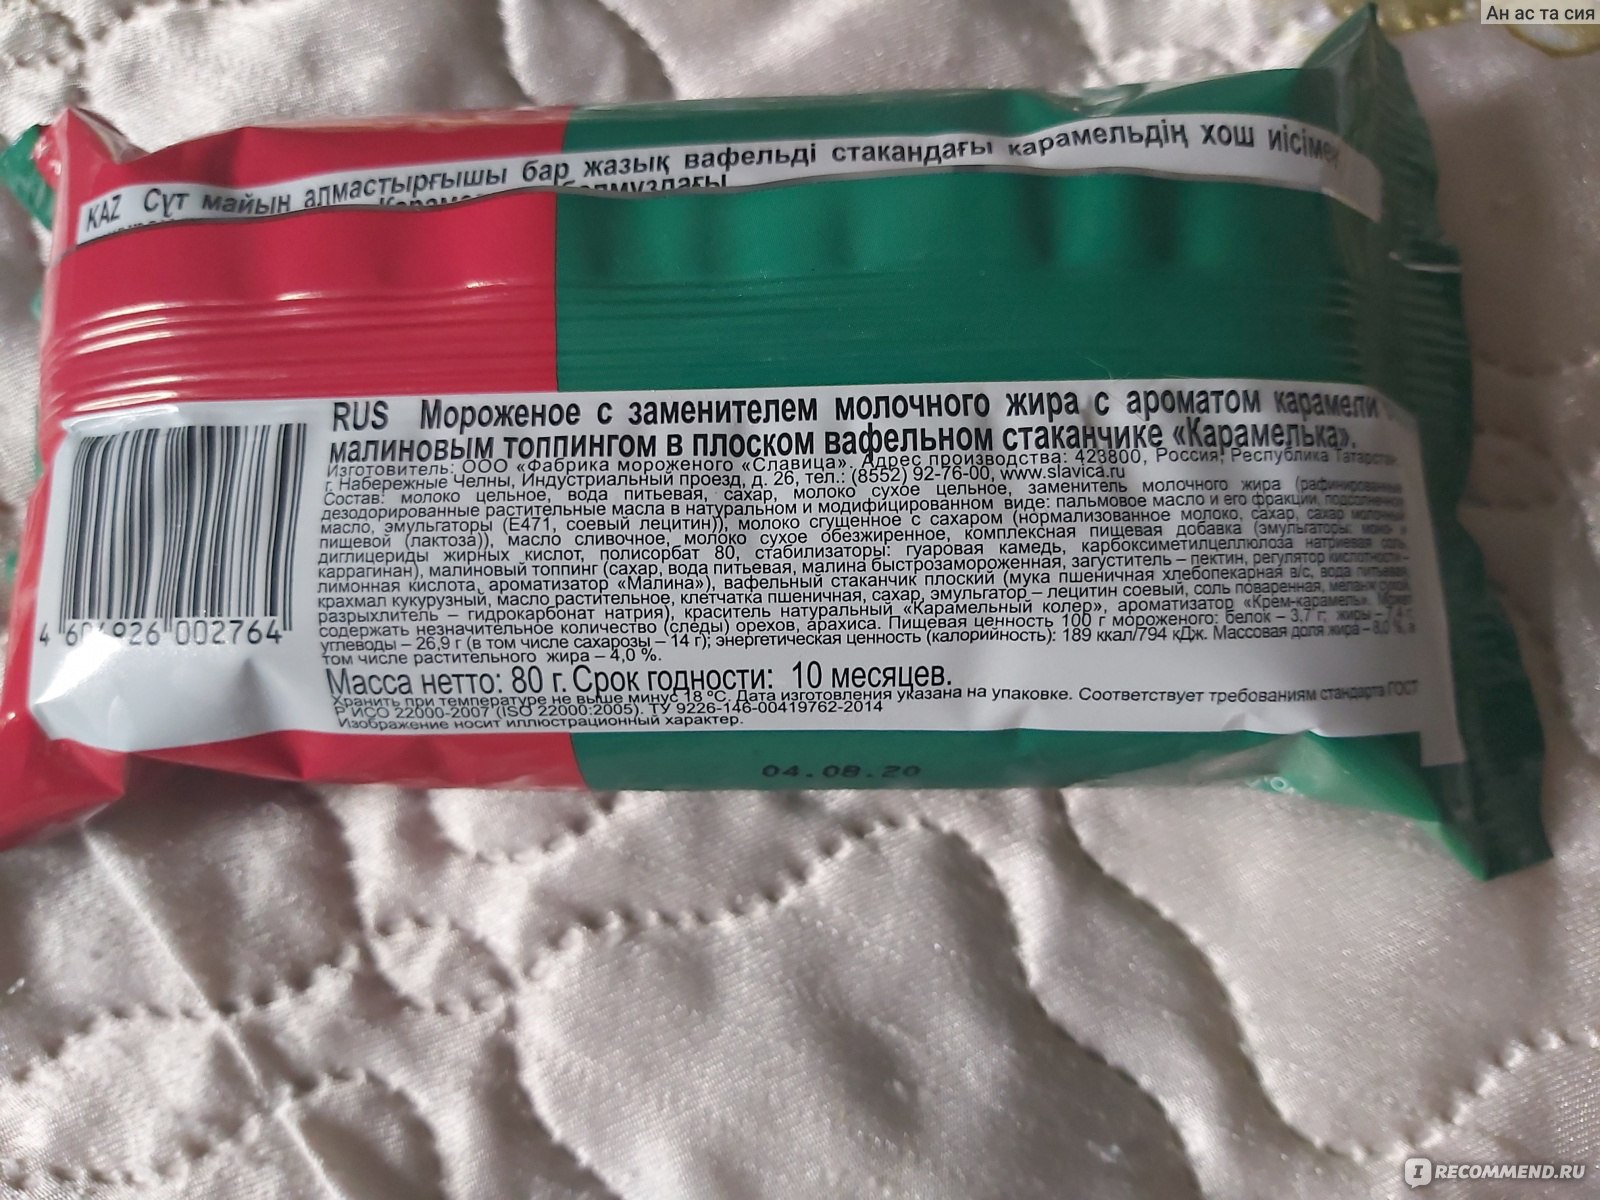 Ан ас та сия
KAZ Сүт майын алмастырғышы бар жазық вафельді стакандағы карамельдің хош иісімен
балмұздағы
RUS Мороженое с заменителем молочного жира с ароматом карамели
малиновым топпингом в плоском вафельном стаканчике «Карамелька».
Изготовитель: ООО «Фабрика мороженого «Славица». Адрес производства: 423800, Россия, Республика Татарстан
г. Набережные Челны, Индустриальный проезд, д. 26, тел.: (8552) 92-76-00, www.slavica.ru
Состав: молоко цельное, вода питьевая, сахар, молоко сухое цельное, заменитель молочного жира (рафинированные
дезодорированные растительные масла в натуральном и модифицированном виде: пальмовое масло и его фракции, подсолнечное
масло, эмульгаторы (Е471, соевый лецитин)), молоко сгущенное с сахаром (нормализованное молоко, сахар, сахар молочный
пищевой (лактоза)), масло сливочное, молоко сухое обезжиренное, комплексная пищевая добавка (эмульгаторы: моно- и
диглицериды жирных кислот, полисорбат 80, стабилизаторы: гуаровая камедь, карбоксиметилцеллюлоза натриевая соль,
каррагинан), малиновый топпинг (сахар, вода питьевая, малина быстрозамороженная, загуститель – пектин, регулятор кислотности –
лимонная кислота, ароматизатор «Малина»), вафельный стаканчик плоский (мука пшеничная хлебопекарная в/с, вода питьевая,
крахмал кукурузный, масло растительное, клетчатка пшеничная, сахар, эмульгатор – лецитин соевый, соль поваренная, меланж сухой,
разрыхлитель – гидрокарбонат натрия), краситель натуральный «Карамельный колер», ароматизатор «Крем-карамель». Может
содержать незначительное количество (следы) орехов, арахиса. Пищевая ценность 100 г мороженого: белок – 3,7 г; жиры – 7,4 г;
углеводы – 26,9 г (в том числе сахарозы – 14 г); энергетическая ценность (калорийность): 189 ккал/794 кДж. Массовая доля жира – 8,0 %, в
том числе растительного жира – 4,0 %.
Масса нетто: 80 г. Срок годности: 10 месяцев.
Хранить при температуре не выше минус 18 °С. Дата изготовления указана на упаковке. Соответствует требованиям стандарта ГОСТ
Р ИСО 22000-2007 (ISO 22000:2005). ТУ 9226-146-00419762-2014
Изображение носит иллюстрационный характер.
4 604926 002764
04.08.20
IRECOMMEND.RU